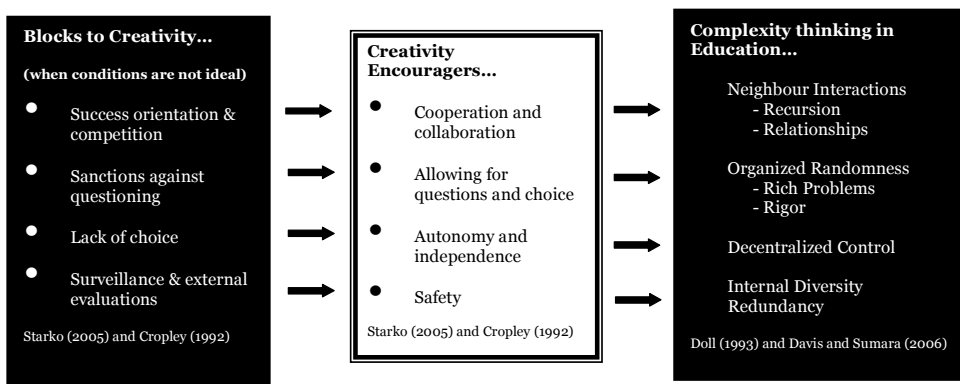 Blocks to Creativity...
(when conditions are not ideal)
Success orientation &
competition
Sanctions against
questioning
Lack of choice
Surveillance & external
evaluations
Starko (2005) and Cropley (1992)
Creativity
Encouragers...
Cooperation and
collaboration
Allowing for
questions and choice
Autonomy and
independence
Safety
Starko (2005) and Cropley (1992)
Complexity thinking in
Education...
Neighbour Interactions
- Recursion
- Relationships
Organized Randomness
- Rich Problems
- Rigor
Decentralized Control
Internal Diversity
Redundancy
Doll (1993) and Davis and Sumara (2006)